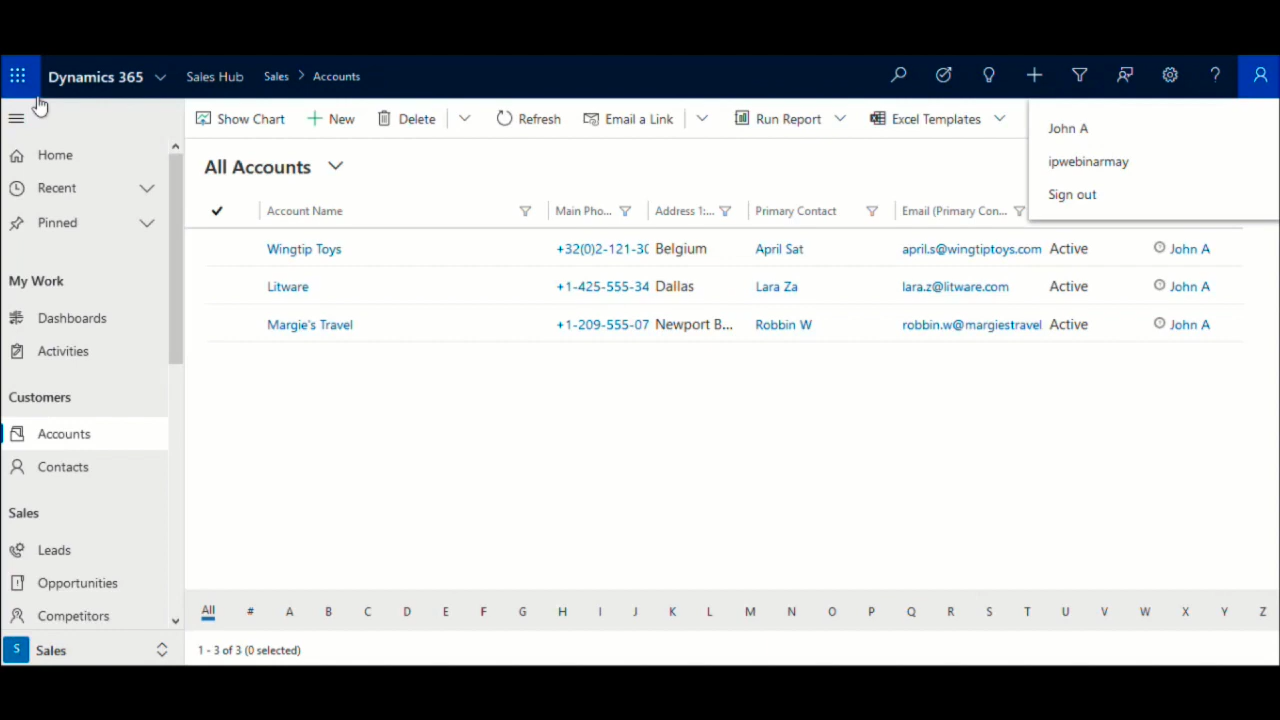 Dynamics 365 Sales Hub Sales > Accounts
John A
ipwebinarmay
Sign out
Show Chart New Delete Refresh Email a Link Run Report Excel Templates
Home
Recent
Pinned
My Work
Dashboards
Activities
Customers
Accounts
Contacts
Sales
Leads
Opportunities
Competitors
S Sales
All Accounts
Account Name Main Pho... Address 1:... Primary Contact Email (Primary Con...
Wingtip Toys +32(0)2-121-30 Belgium April Sat april.s@wingtiptoys.com Active John A
Litware +1-425-555-34 Dallas Lara Za lara.z@litware.com Active John A
Margie's Travel +1-209-555-07 Newport B... Robbin W robbin.w@margiestravel Active John A
All # A B C D E F G H I J K L M N O P Q R S T U V W X Y Z
1 - 3 of 3 (0 selected)